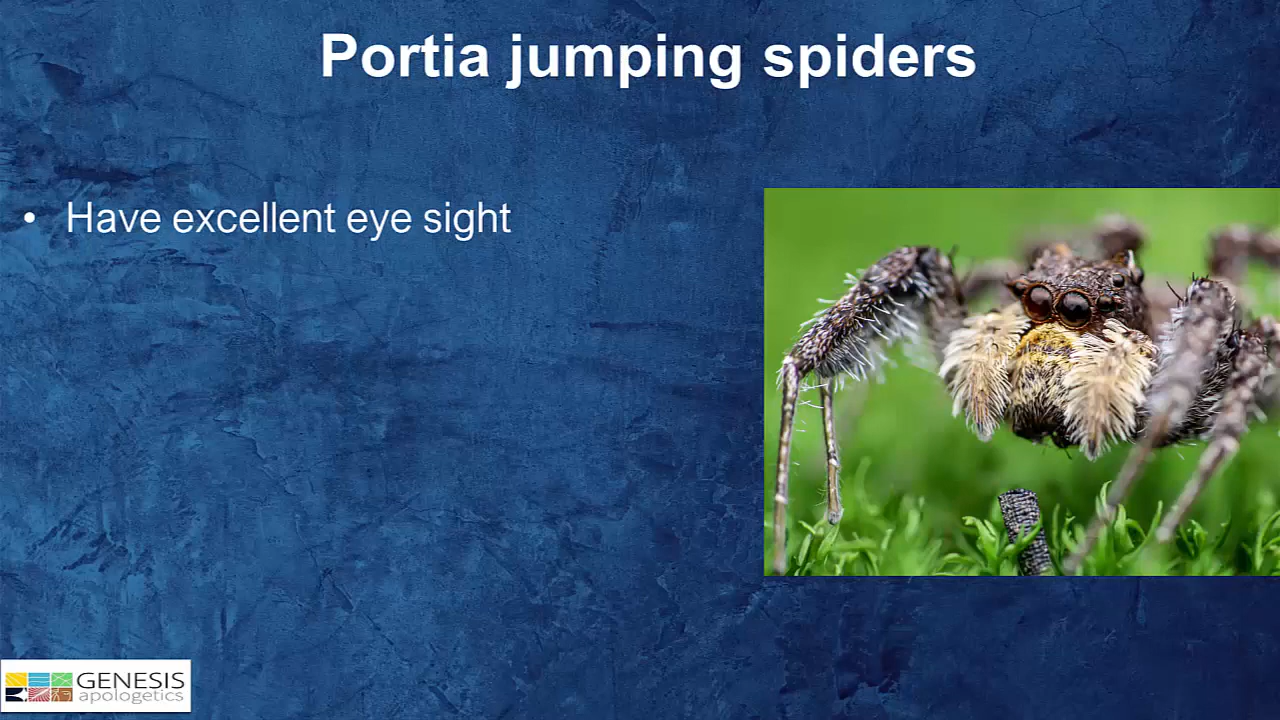 Portia jumping spiders
• Have excellent eye sight
GENESIS
apologetics